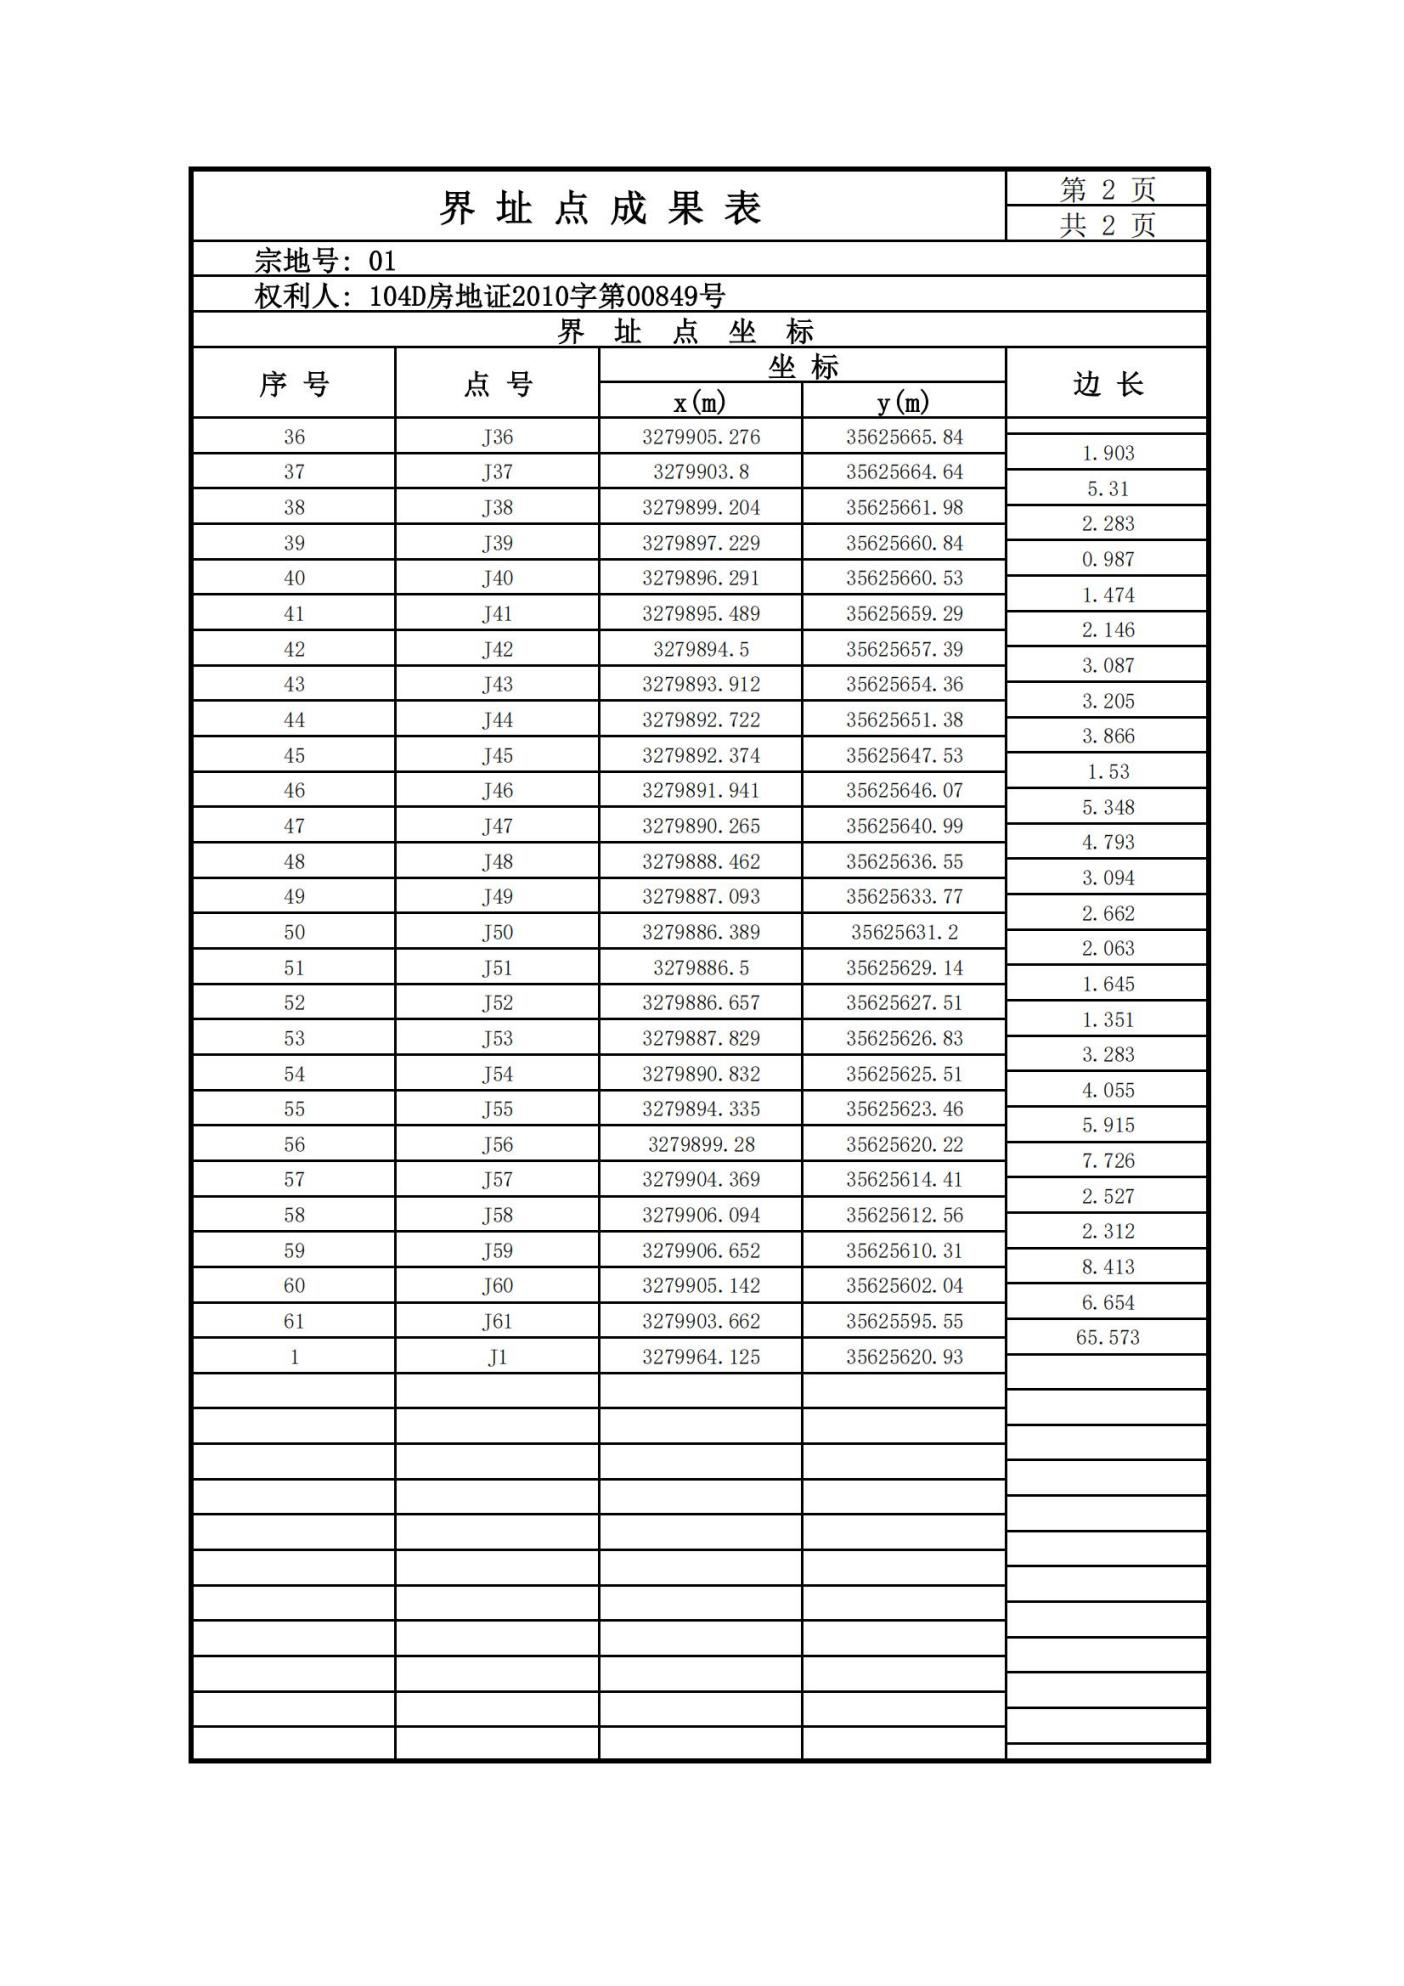 界 址 点 成 果 表
第 2 页
共 2 页
宗地号: 01
权利人: 104D房地证2010字第00849号
界 址 点 坐 标
序 号 点 号 坐 标 边 长
x(m) y(m)
36 J36 3279905.276 35625665.84
1.903
37 J37 3279903.8 35625664.64
5.31
38 J38 3279899.204 35625661.98
2.283
39 J39 3279897.229 35625660.84
0.987
40 J40 3279896.291 35625660.53
1.474
41 J41 3279895.489 35625659.29
2.146
42 J42 3279894.5 35625657.39
3.087
43 J43 3279893.912 35625654.36
3.205
44 J44 3279892.722 35625651.38
3.866
45 J45 3279892.374 35625647.53
1.53
46 J46 3279891.941 35625646.07
5.348
47 J47 3279890.265 35625640.99
4.793
48 J48 3279888.462 35625636.55
3.094
49 J49 3279887.093 35625633.77
2.662
50 J50 3279886.389 35625631.2
2.063
51 J51 3279886.5 35625629.14
1.645
52 J52 3279886.657 35625627.51
1.351
53 J53 3279887.829 35625626.83
3.283
54 J54 3279890.832 35625625.51
4.055
55 J55 3279894.335 35625623.46
5.915
56 J56 3279899.28 35625620.22
7.726
57 J57 3279904.369 35625614.41
2.527
58 J58 3279906.094 35625612.56
2.312
59 J59 3279906.652 35625610.31
8.413
60 J60 3279905.142 35625602.04
6.654
61 J61 3279903.662 35625595.55
65.573
1 J1 3279964.125 35625620.93